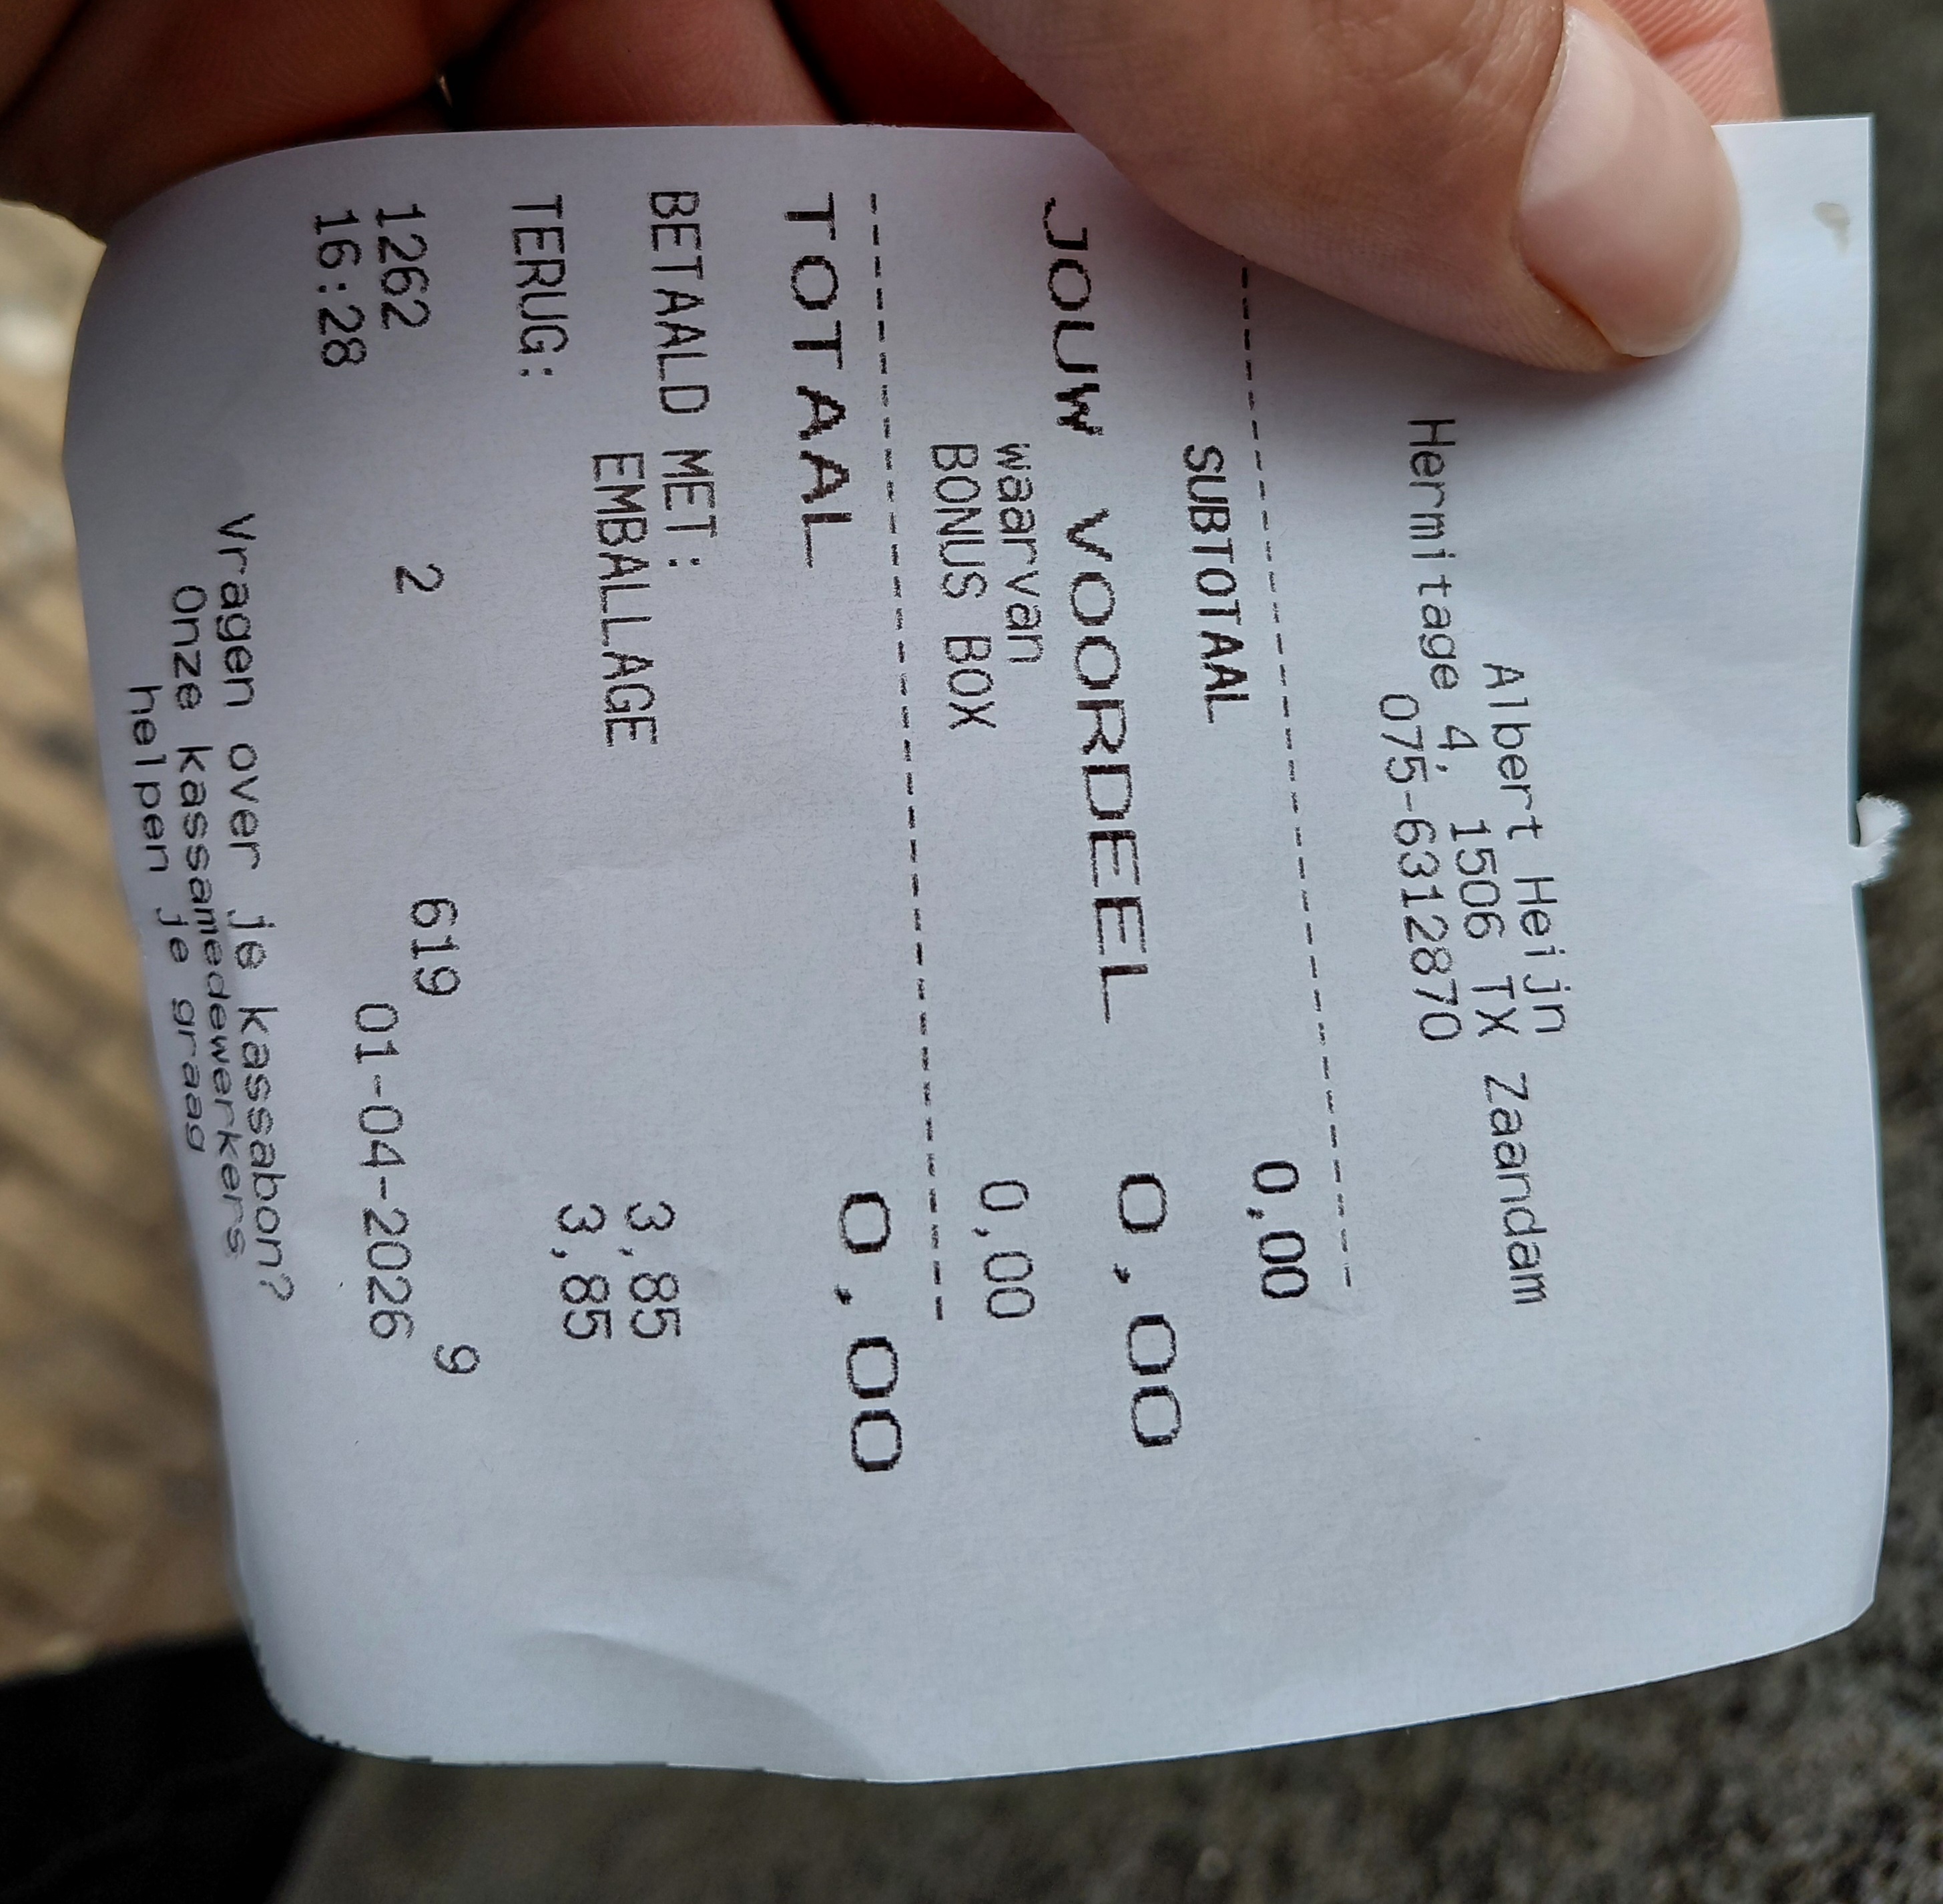 Albert Heijn
Hermitage 4, 1506 TX Zaandam
075-6312870
SUBTOTAAL 0,00
JOUW VOORDEEL 0,00
waarvan
BONUS BOX 0,00
TOTAAL 0,00
BETAALD MET:
EMBALLAGE 3,85
TERUG: 3,85
1262 2 619 9
16:28 01-04-2026
Vragen over je kassabon?
Onze kassamedewerkers
helpen je graag